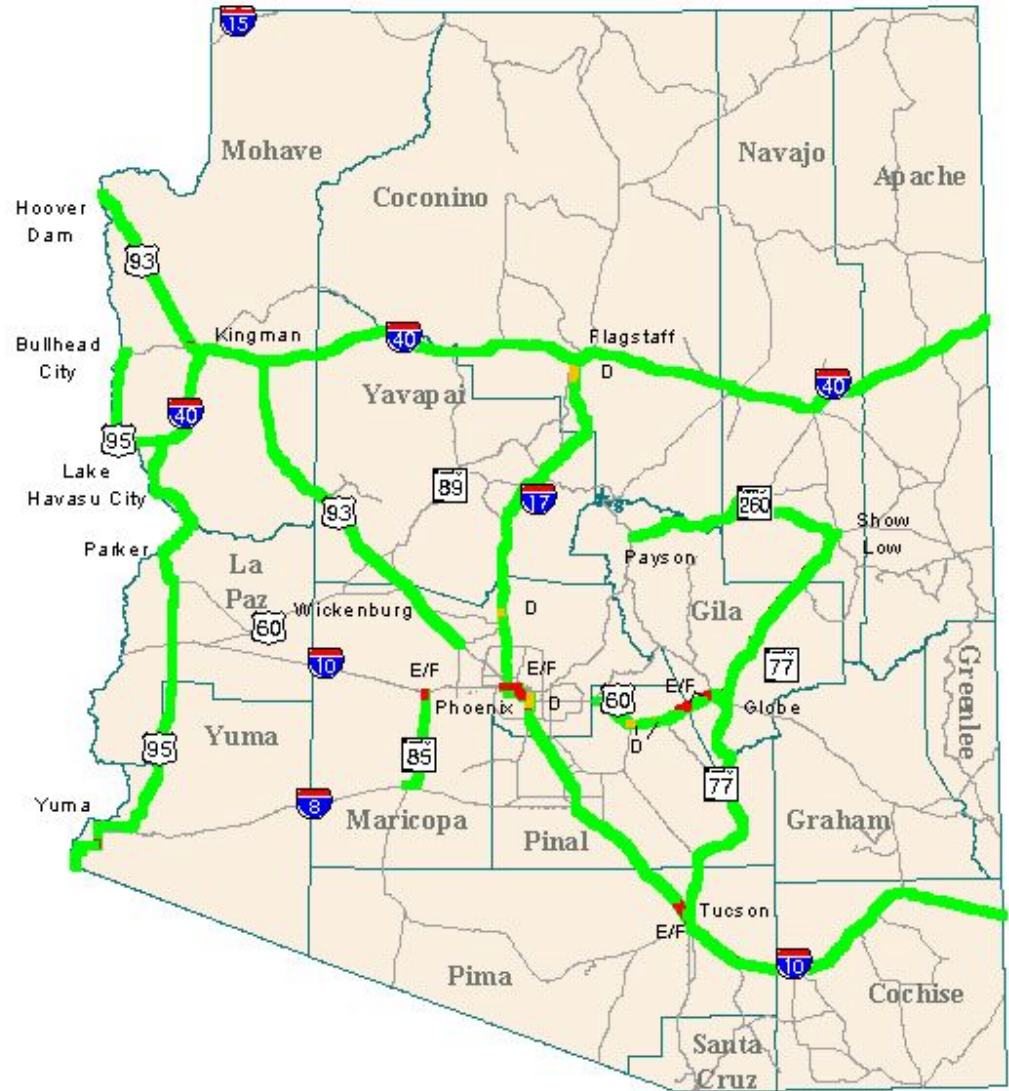 15
Mohave
Navajo
Apache
Coconino
Hoover
Dam
93
Kingman
40
Flagstaff
Bullhead
City
D
40
Yavapai
40
95
Lake
Havasu City
89
17
93
260
Show
Low
Parker
Payson
La
Paz
Gila
Wickenburg
D
60
10
77
Greenlee
E/F
E/F
E/F
Phoenix
D
60
Globe
Yuma
D
95
85
77
Yuma
8
Maricopa
Pinal
Graham
Tucson
E/F
10
Pima
Cochise
Santa
Cruz